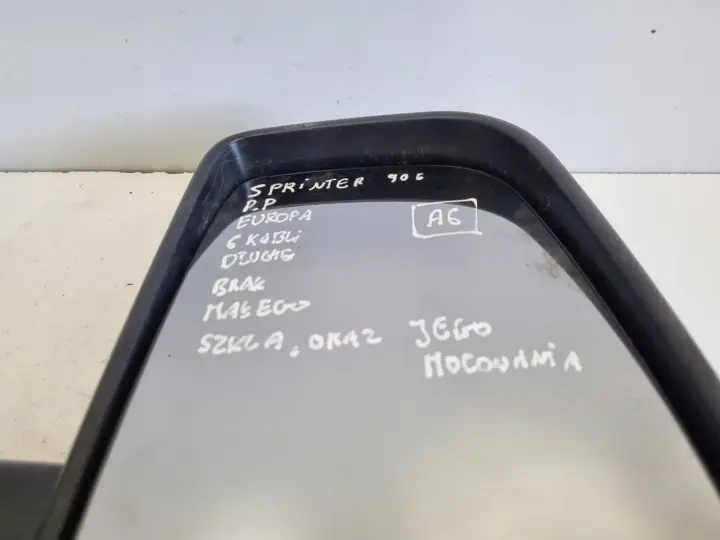 SPRINTER 906
P.P
EUROPA
A6
6 KABLI
DŁUGIE
BRAK
MAŁEGO
SZKŁA, ORAZ JEGO
MOCOWANIA